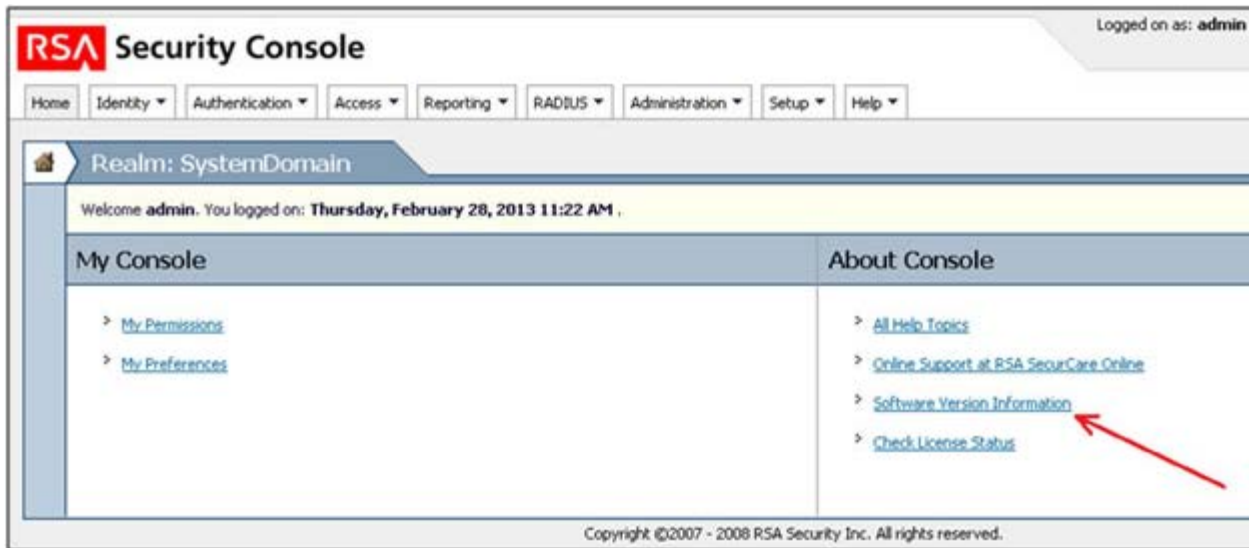 Logged on as: admin
RSA Security Console
Home Identity Authentication Access Reporting RADIUS Administration Setup Help
Realm: SystemDomain
Welcome admin. You logged on: Thursday, February 28, 2013 11:22 AM .
My Console
My Permissions
My Preferences
About Console
All Help Topics
Online Support at RSA SecurCare Online
Software Version Information
Check License Status
Copyright ©2007 - 2008 RSA Security Inc. All rights reserved.